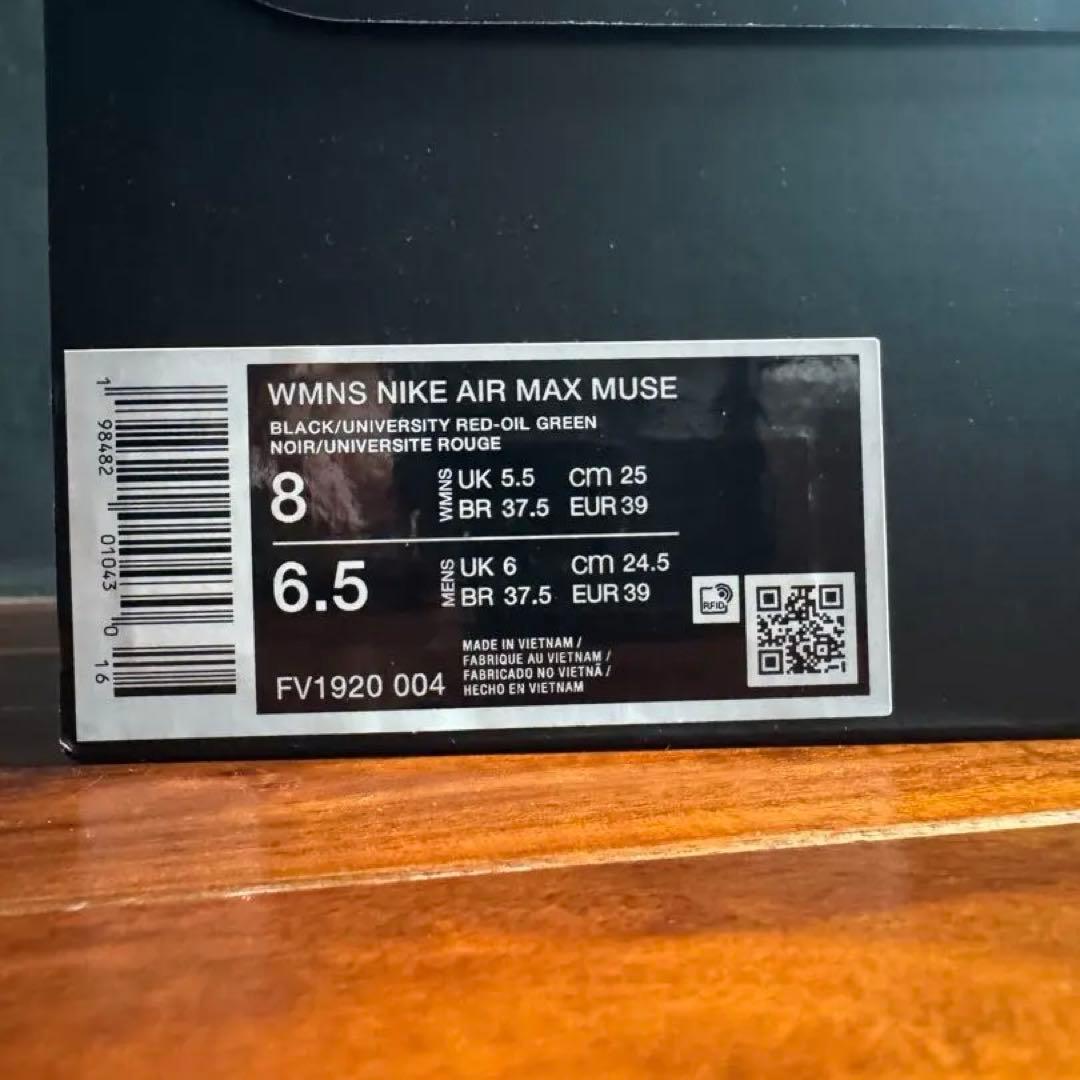 WMNS NIKE AIR MAX MUSE
BLACK/UNIVERSITY RED-OIL GREEN
NOIR/UNIVERSITE ROUGE
8 WMNS UK 5.5 cm 25
BR 37.5 EUR 39
6.5 MENS UK 6 cm 24.5
BR 37.5 EUR 39
RFID
MADE IN VIETNAM /
FABRIQUE AU VIETNAM /
FABRICADO NO VIETNÃ /
HECHO EN VIETNAM
FV1920 004
1 98482 01043 0 16